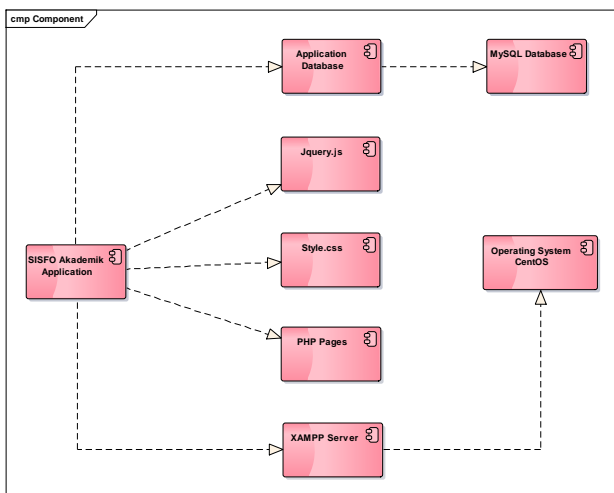 cmp Component
Application
Database
MySQL Database
Jquery.js
SISFO Akademik
Application
Style.css
Operating System
CentOS
PHP Pages
XAMPP Server